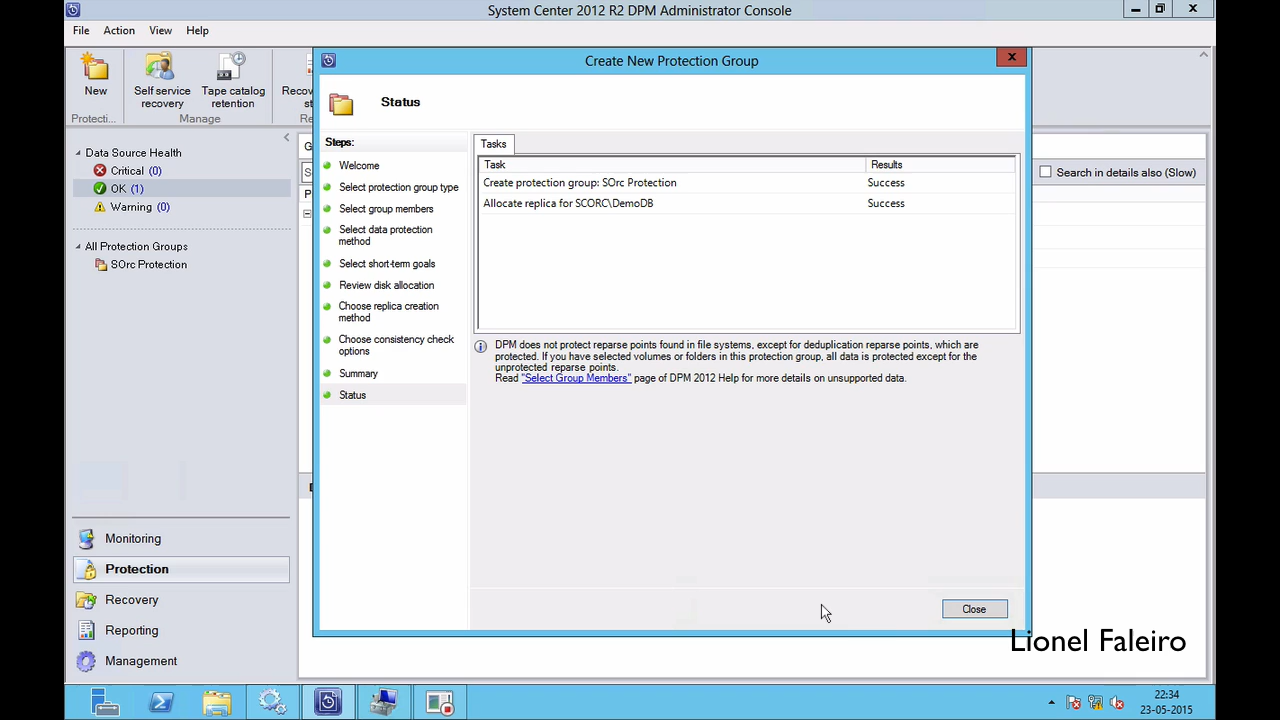 System Center 2012 R2 DPM Administrator Console
File Action View Help
New
Self service
recovery
Tape catalog
retention
Protecti...
Manage
Create New Protection Group
Status
Data Source Health
Critical (0)
OK (1)
Warning (0)
All Protection Groups
SOrc Protection
Steps:
Welcome
Select protection group type
Select group members
Select data protection
method
Select short-term goals
Review disk allocation
Choose replica creation
method
Choose consistency check
options
Summary
Status
Tasks
Task Results
Create protection group: SOrc Protection Success
Allocate replica for SCORC\DemoDB Success
DPM does not protect reparse points found in file systems, except for deduplication reparse points, which are
protected. If you have selected volumes or folders in this protection group, all data is protected except for the
unprotected reparse points.
Read "Select Group Members" page of DPM 2012 Help for more details on unsupported data.
Close
Search in details also (Slow)
Monitoring
Protection
Recovery
Reporting
Management
Lionel Faleiro
22:34
23-05-2015